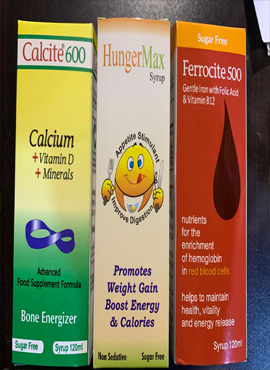 Calcite® 600
Calcium
+Vitamin D
+Minerals
Advanced
Food Supplement Formula
Bone Energizer
Sugar Free
Syrup 120ml
HungerMax
Syrup
Appetite Stimulant
Improve Digestion
Promotes
Weight Gain
Boost Energy
& Calories
Non Sedative
Sugar Free
Sugar Free
Ferrocite 500
Gentle iron with Folic Acid
& Vitamin B12
nutrients
for the
enrichment
of hemoglobin
in red blood cells
helps to maintain
health, vitality
and energy release
Syrup 120ml